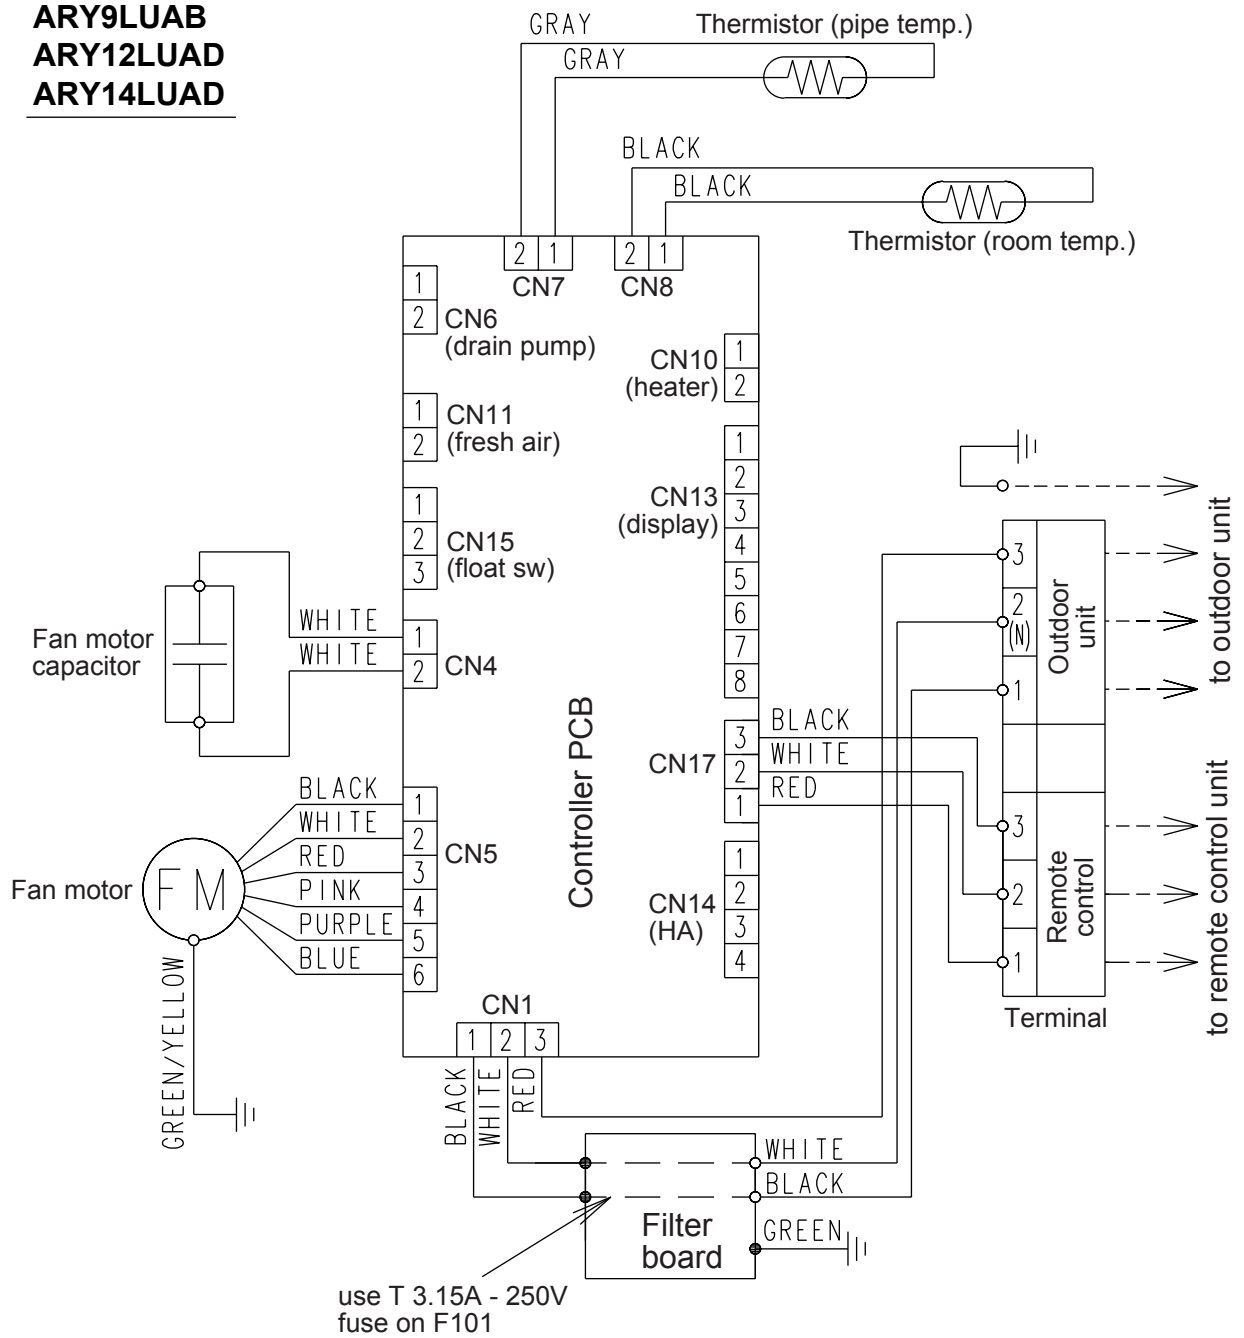 ARY9LUAB
ARY12LUAD
ARY14LUAD
GRAY
Thermistor (pipe temp.)
GRAY
BLACK
BLACK
Thermistor (room temp.)
2 1
CN7
2 1
CN8
1
2
CN6
(drain pump)
CN10
(heater)
1
2
1
2
CN11
(fresh air)
CN13
(display)
1
2
3
4
5
6
7
8
1
2
3
CN15
(float sw)
Fan motor
capacitor
WHITE
WHITE
1
2
CN4
Controller PCB
CN17
3
2
1
BLACK
WHITE
RED
Fan motor
FM
BLACK
WHITE
RED
PINK
PURPLE
BLUE
1
2
3
4
5
6
CN5
GREEN/YELLOW
CN14
(HA)
1
2
3
4
3
2
(N)
1
Outdoor
unit
to outdoor unit
3
2
1
Remote
control
to remote control unit
Terminal
CN1
1 2 3
BLACK
WHITE
RED
WHITE
BLACK
GREEN
Filter
board
use T 3.15A - 250V
fuse on F101